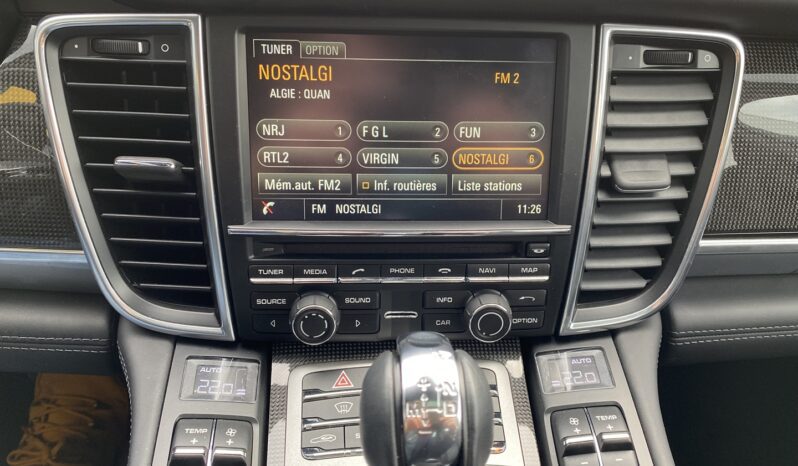 TUNER OPTION
NOSTALGI FM 2
ALGIE : QUAN
NRJ 1 F G L 2 FUN 3
RTL2 4 VIRGIN 5 NOSTALGI 6
Mém.aut. FM2 Inf. routières Liste stations
FM NOSTALGI 11:26
TUNER MEDIA PHONE NAVI MAP
SOURCE SOUND INFO
CAR OPTION
AUTO 22.0 AUTO
TEMP TEMP